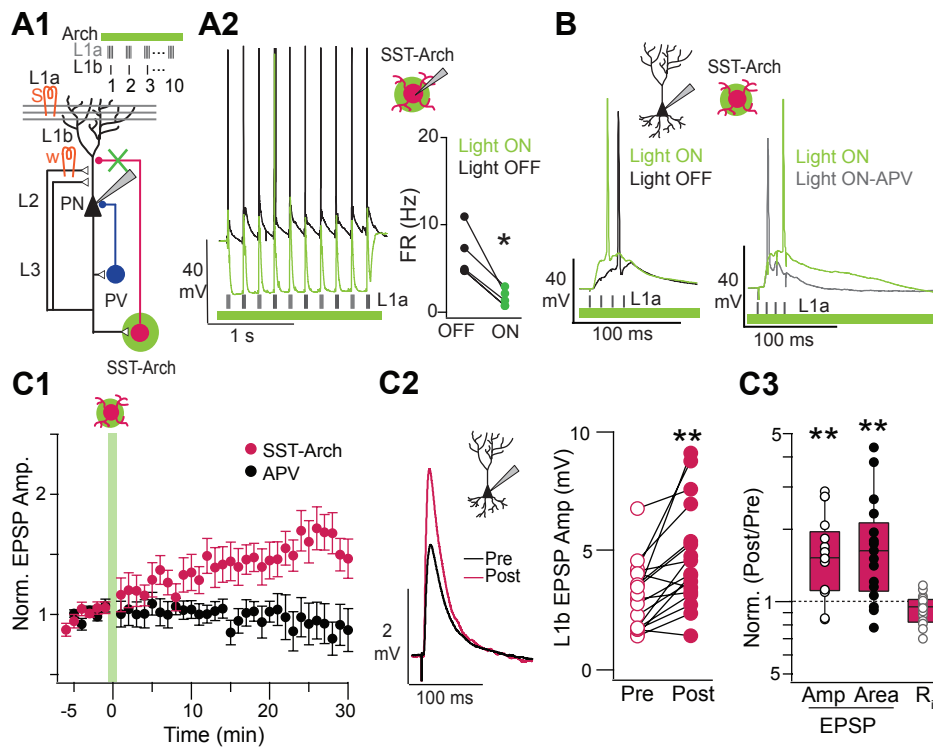 A1
Arch
L1a
L1b
1 2 3 ... 10
L1a
S
L1b
W
L2
PN
L3
PV
SST-Arch
A2
SST-Arch
40
mV
L1a
1 s
20
10
0
FR (Hz)
Light ON
Light OFF
*
OFF ON
B
SST-Arch
Light ON
Light OFF
40
mV
L1a
100 ms
Light ON
Light ON-APV
40
mV
L1a
100 ms
C1
Norm. EPSP Amp.
2
1
SST-Arch
APV
-5 0 10 20 30
Time (min)
C2
Pre
Post
2
mV
100 ms
L1b EPSP Amp (mV)
10
5
0
**
Pre Post
C3
Norm. (Post/Pre)
5
1
5
** **
Amp Area Ri
EPSP